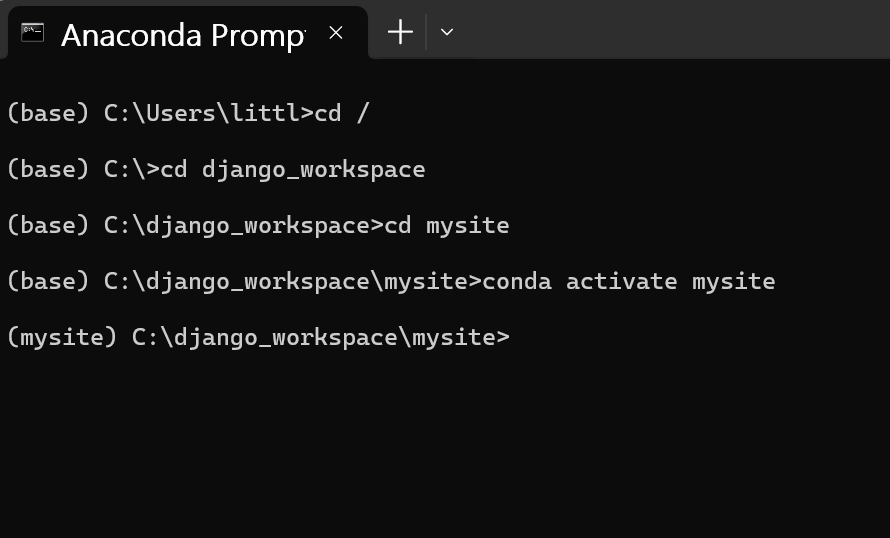 Anaconda Promp
(base) C:\Users\littl>cd /
(base) C:\>cd django_workspace
(base) C:\django_workspace>cd mysite
(base) C:\django_workspace\mysite>conda activate mysite
(mysite) C:\django_workspace\mysite>